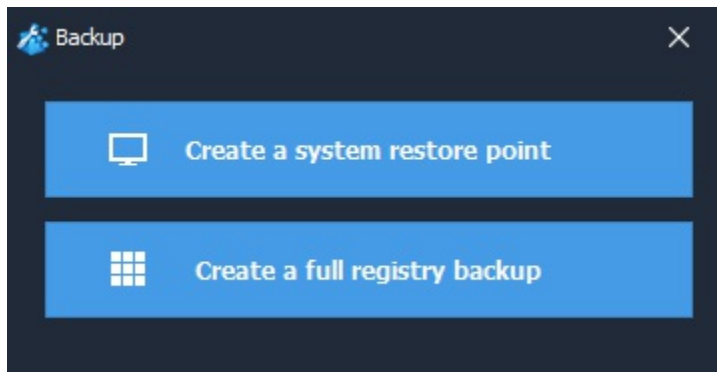 Backup
Create a system restore point
Create a full registry backup